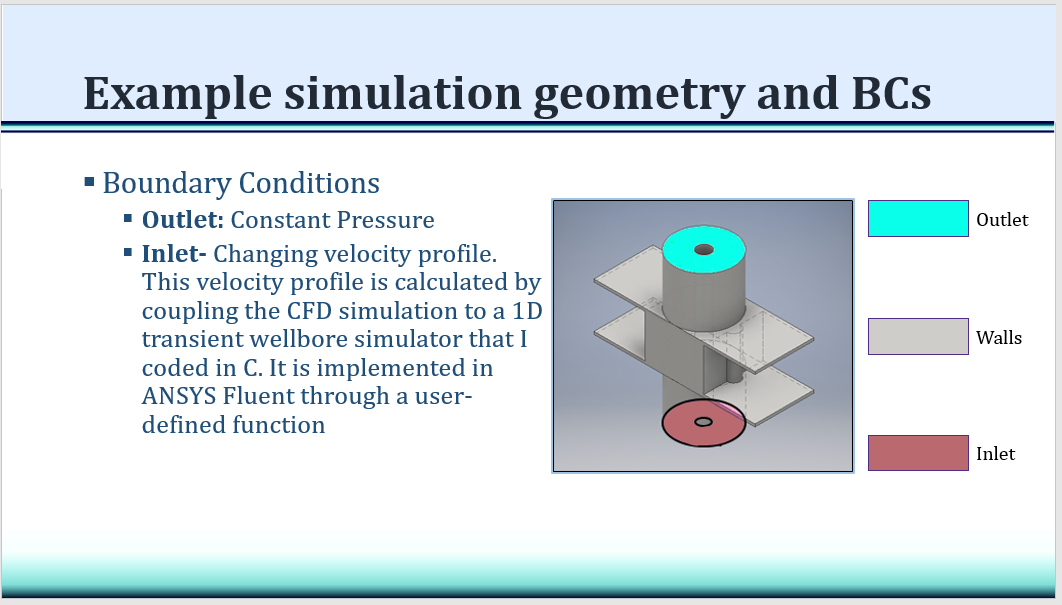 Example simulation geometry and BCs
Boundary Conditions
Outlet: Constant Pressure
Inlet- Changing velocity profile.
This velocity profile is calculated by
coupling the CFD simulation to a 1D
transient wellbore simulator that I
coded in C. It is implemented in
ANSYS Fluent through a user-
defined function
Outlet
Walls
Inlet